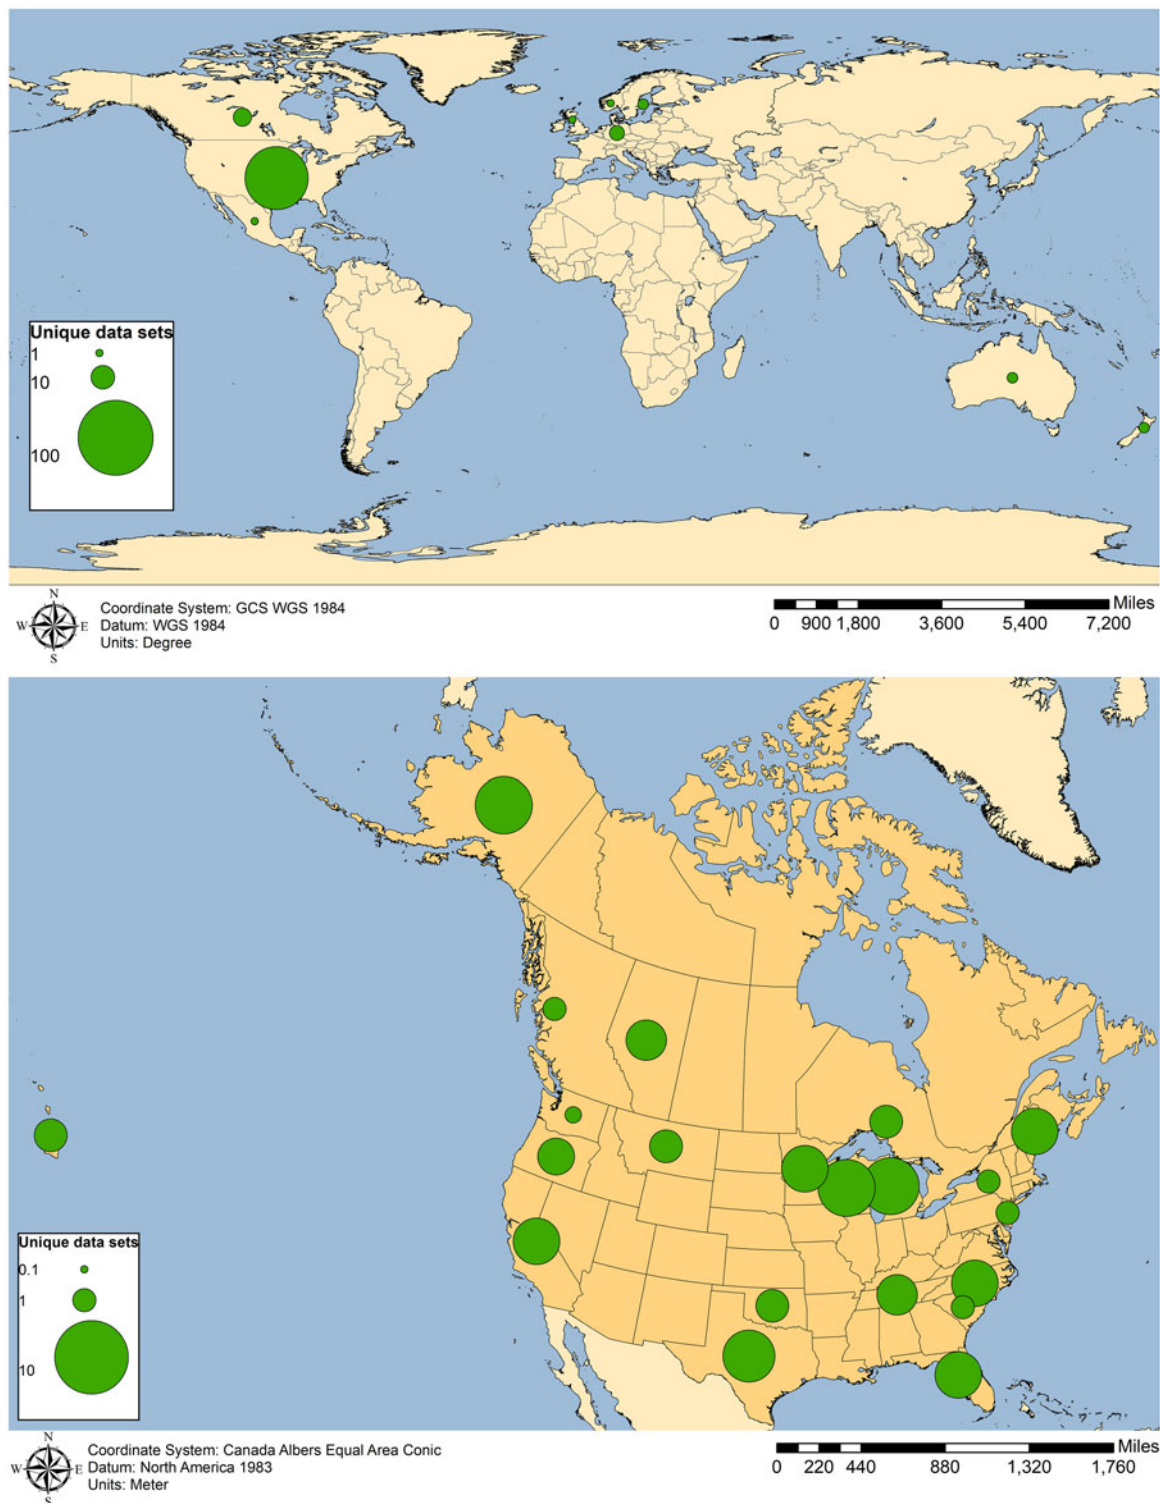 Unique data sets
1
10
100
N
W E
S
Coordinate System: GCS WGS 1984
Datum: WGS 1984
Units: Degree
Miles
0 900 1,800 3,600 5,400 7,200
Unique data sets
0.1
1
10
N
W E
S
Coordinate System: Canada Albers Equal Area Conic
Datum: North America 1983
Units: Meter
Miles
0 220 440 880 1,320 1,760